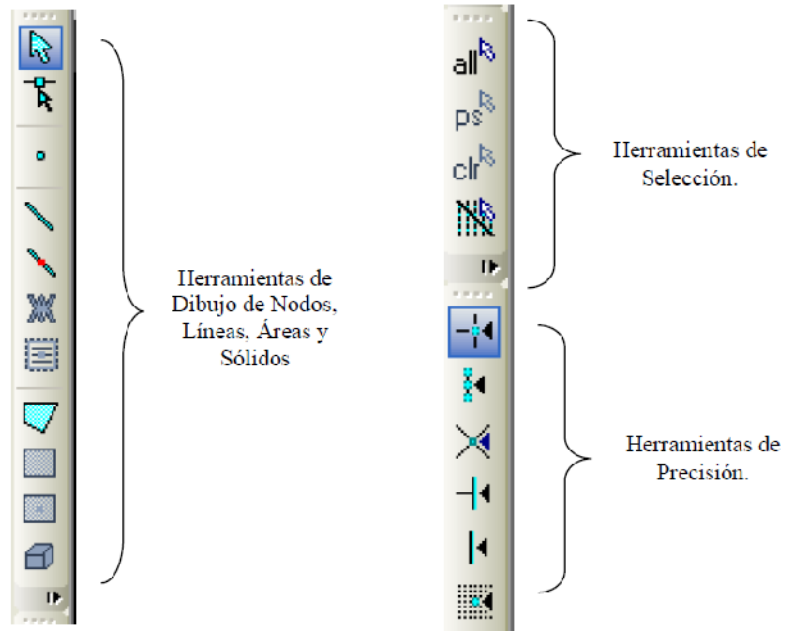 Herramientas de
Dibujo de Nodos,
Líneas, Áreas y
Sólidos
all
ps
clr
Herramientas de
Selección.
Herramientas de
Precisión.